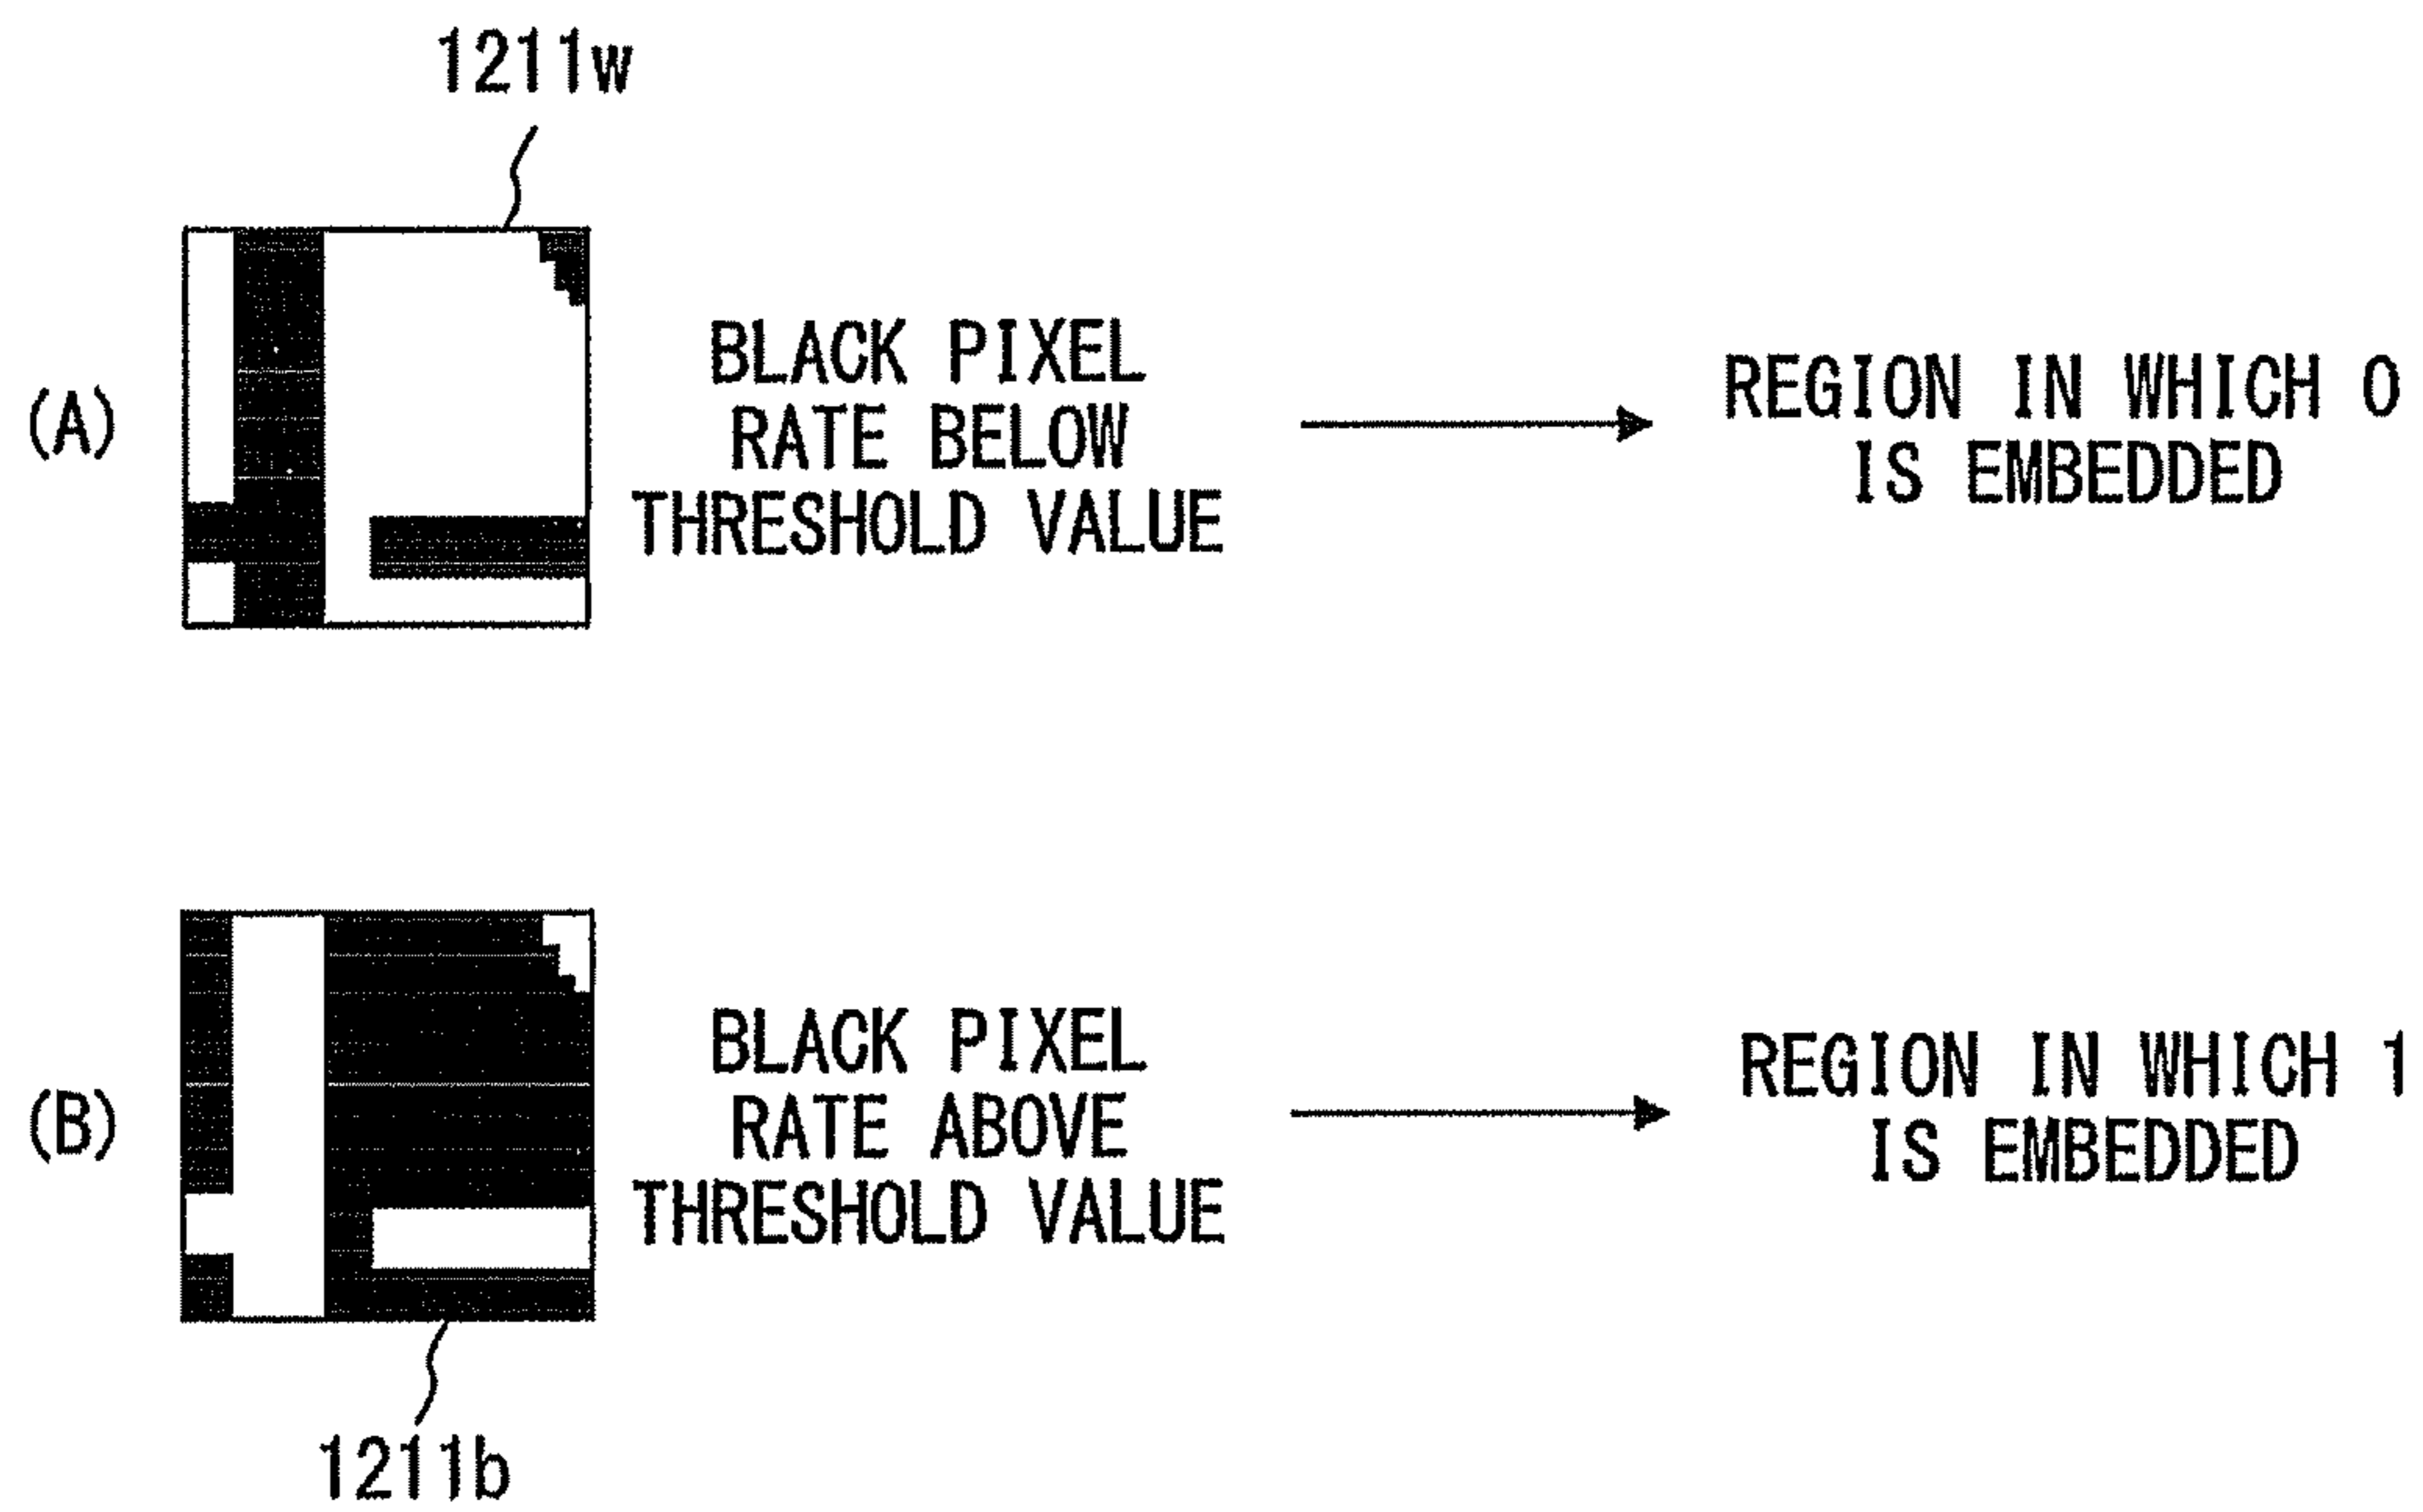 1211w
(A)
BLACK PIXEL
RATE BELOW
THRESHOLD VALUE
REGION IN WHICH 0
IS EMBEDDED
(B)
BLACK PIXEL
RATE ABOVE
THRESHOLD VALUE
REGION IN WHICH 1
IS EMBEDDED
1211b